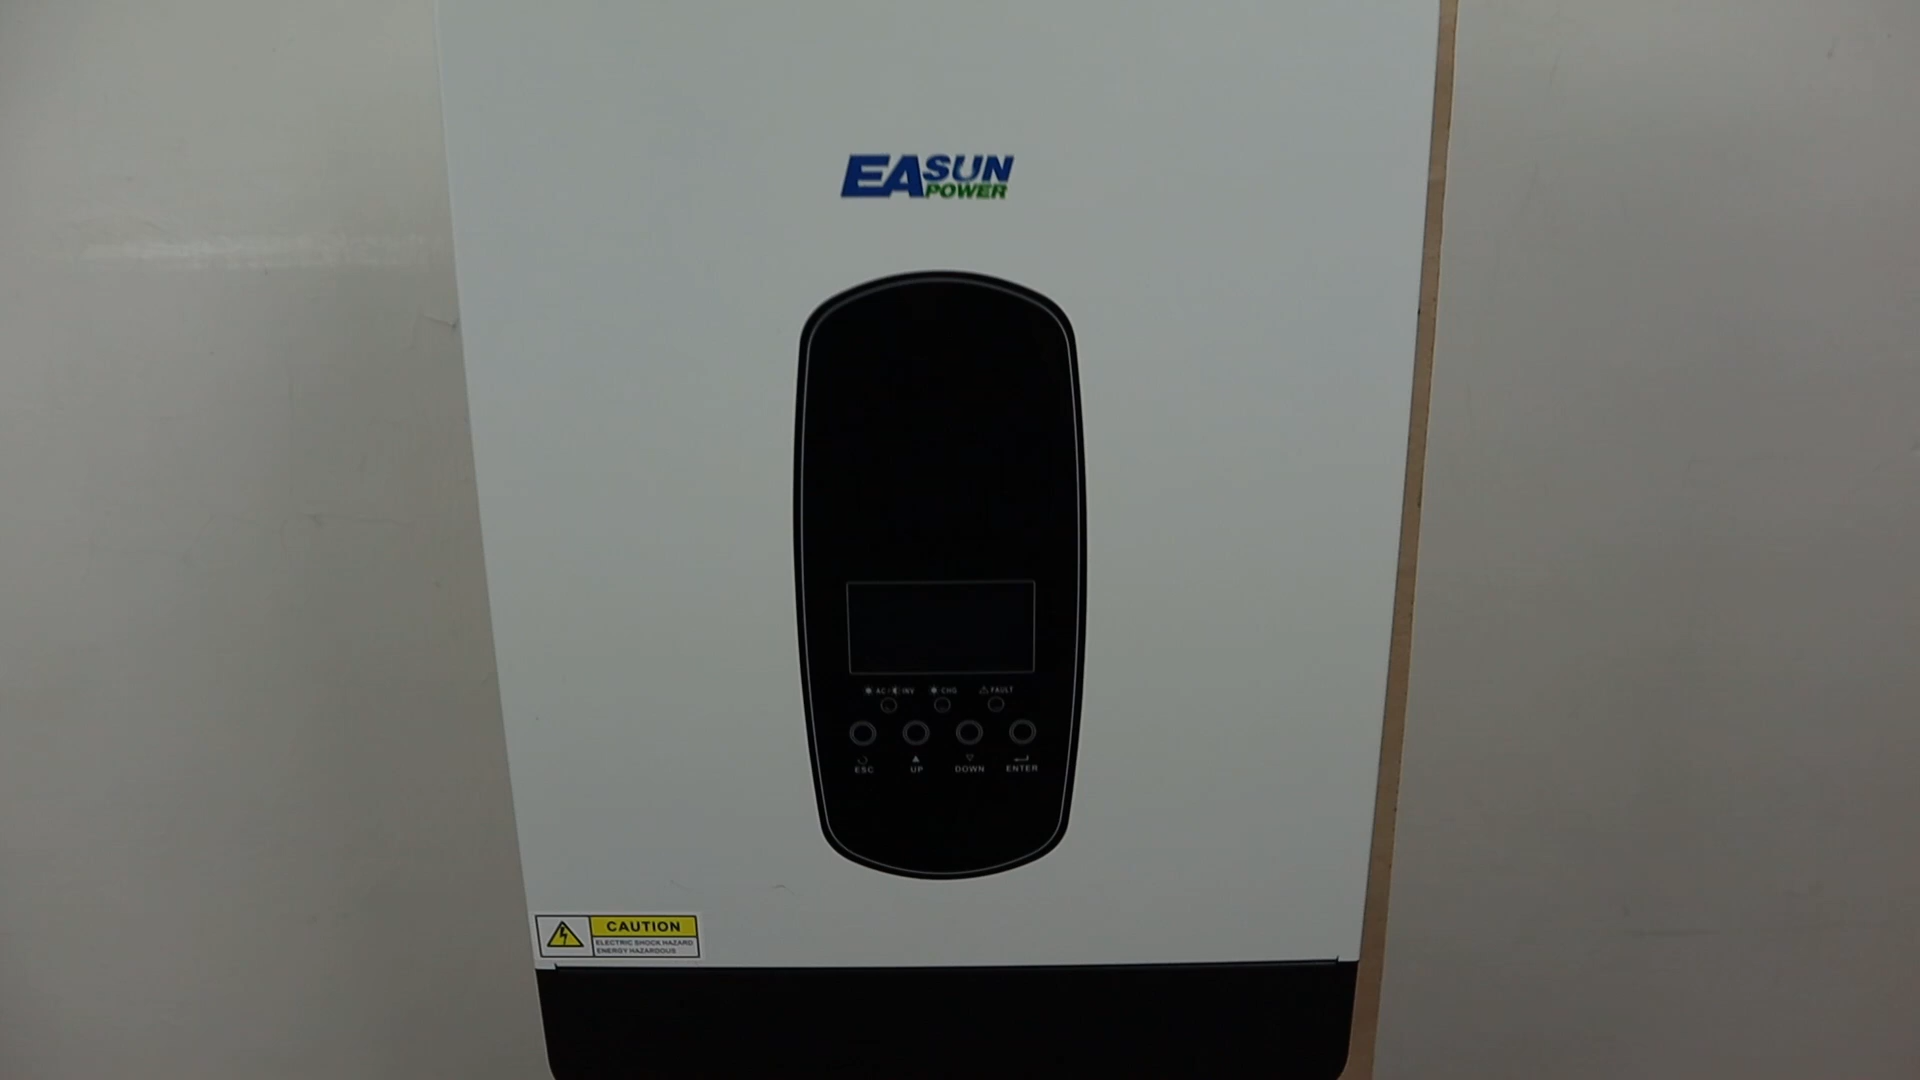 EASUN
POWER
AC/INV CHG FAULT
ESC UP DOWN ENTER
CAUTION
ELECTRIC SHOCK HAZARD
ENERGY HAZARDOUS